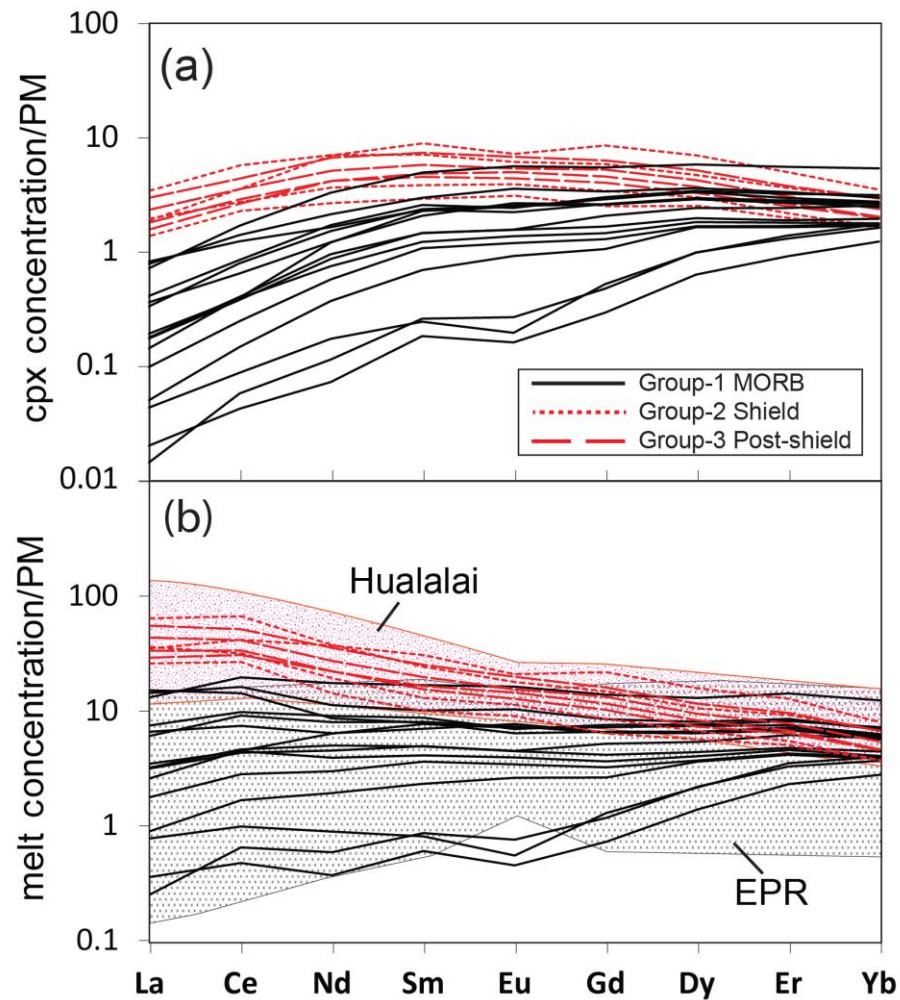 100
(a)
10
cpx concentration/PM
1
0.1
Group-1 MORB
Group-2 Shield
Group-3 Post-shield
0.01
(b)
100
Hualalai
melt concentration/PM
10
1
EPR
0.1
La Ce Nd Sm Eu Gd Dy Er Yb